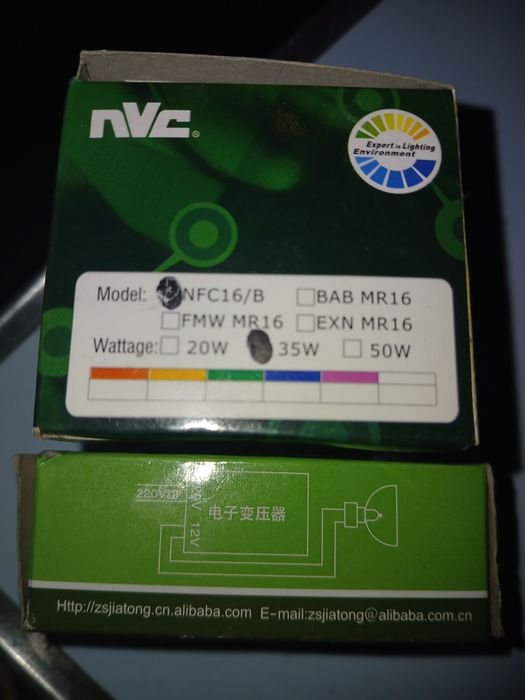 nVc®
Expert in Lighting
Environment
Model: NFC16/B BAB MR16
FMW MR16 EXN MR16
Wattage: 20W 35W 50W
220V
电子变压器
12V
Http://zsjiatong.cn.alibaba.com E-mail:zsjiatong@alibaba.com.cn